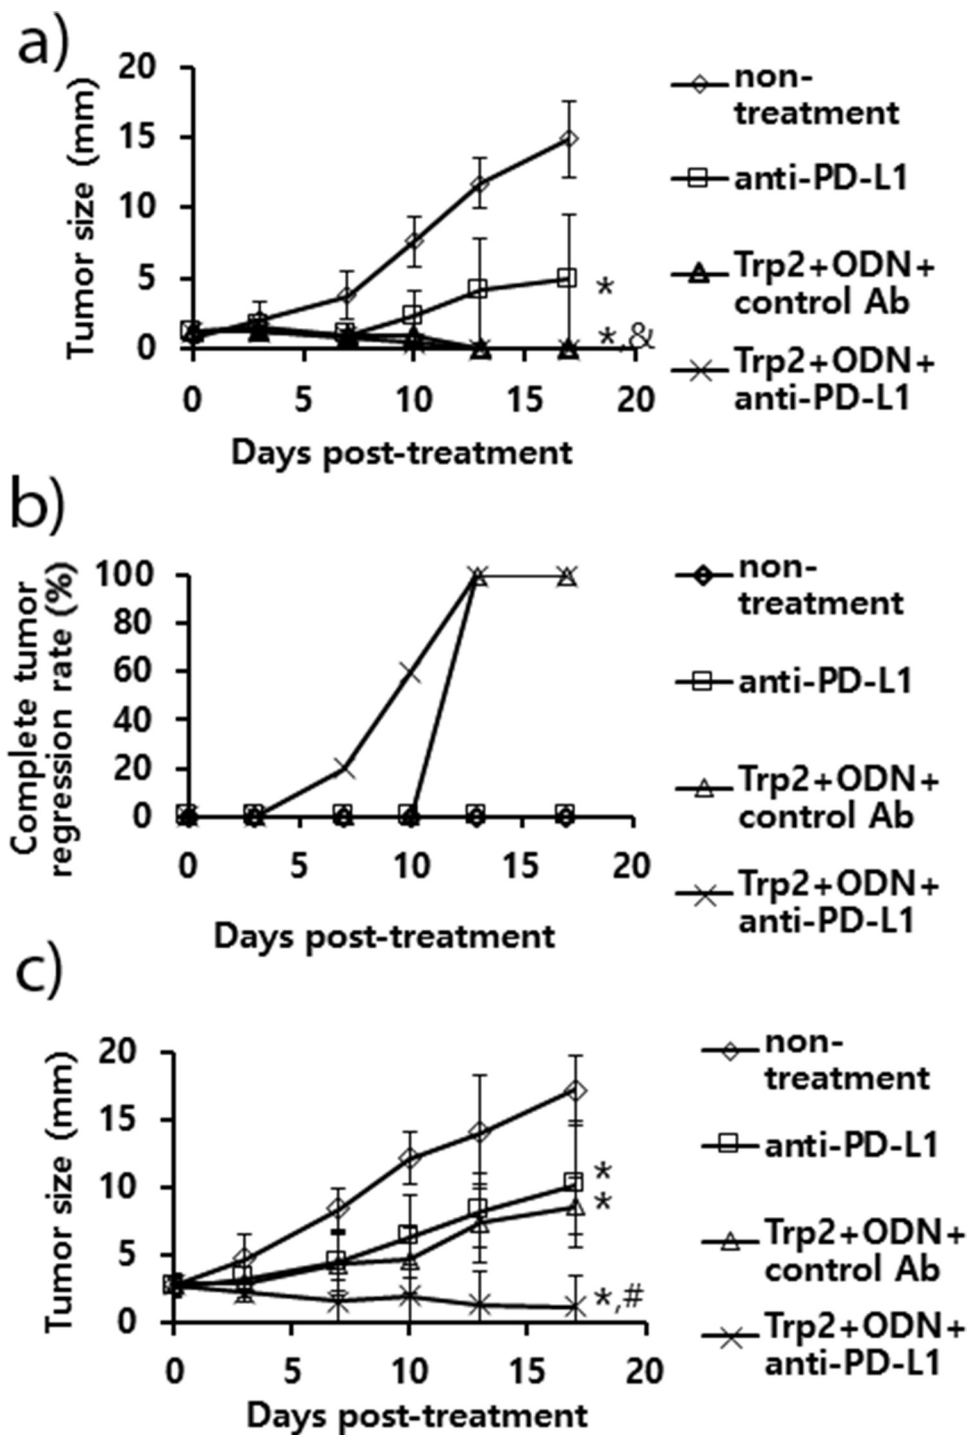 a)
Tumor size (mm)
20
15
10
5
0
0 5 10 15 20
Days post-treatment
*
*,&
non-
treatment
anti-PD-L1
Trp2+ODN+
control Ab
Trp2+ODN+
anti-PD-L1
b)
Complete tumor
regression rate (%)
100
80
60
40
20
0
0 5 10 15 20
Days post-treatment
non-
treatment
anti-PD-L1
Trp2+ODN+
control Ab
Trp2+ODN+
anti-PD-L1
c)
Tumor size (mm)
20
15
10
5
0
0 5 10 15 20
Days post-treatment
*
*
*,#
non-
treatment
anti-PD-L1
Trp2+ODN+
control Ab
Trp2+ODN+
anti-PD-L1